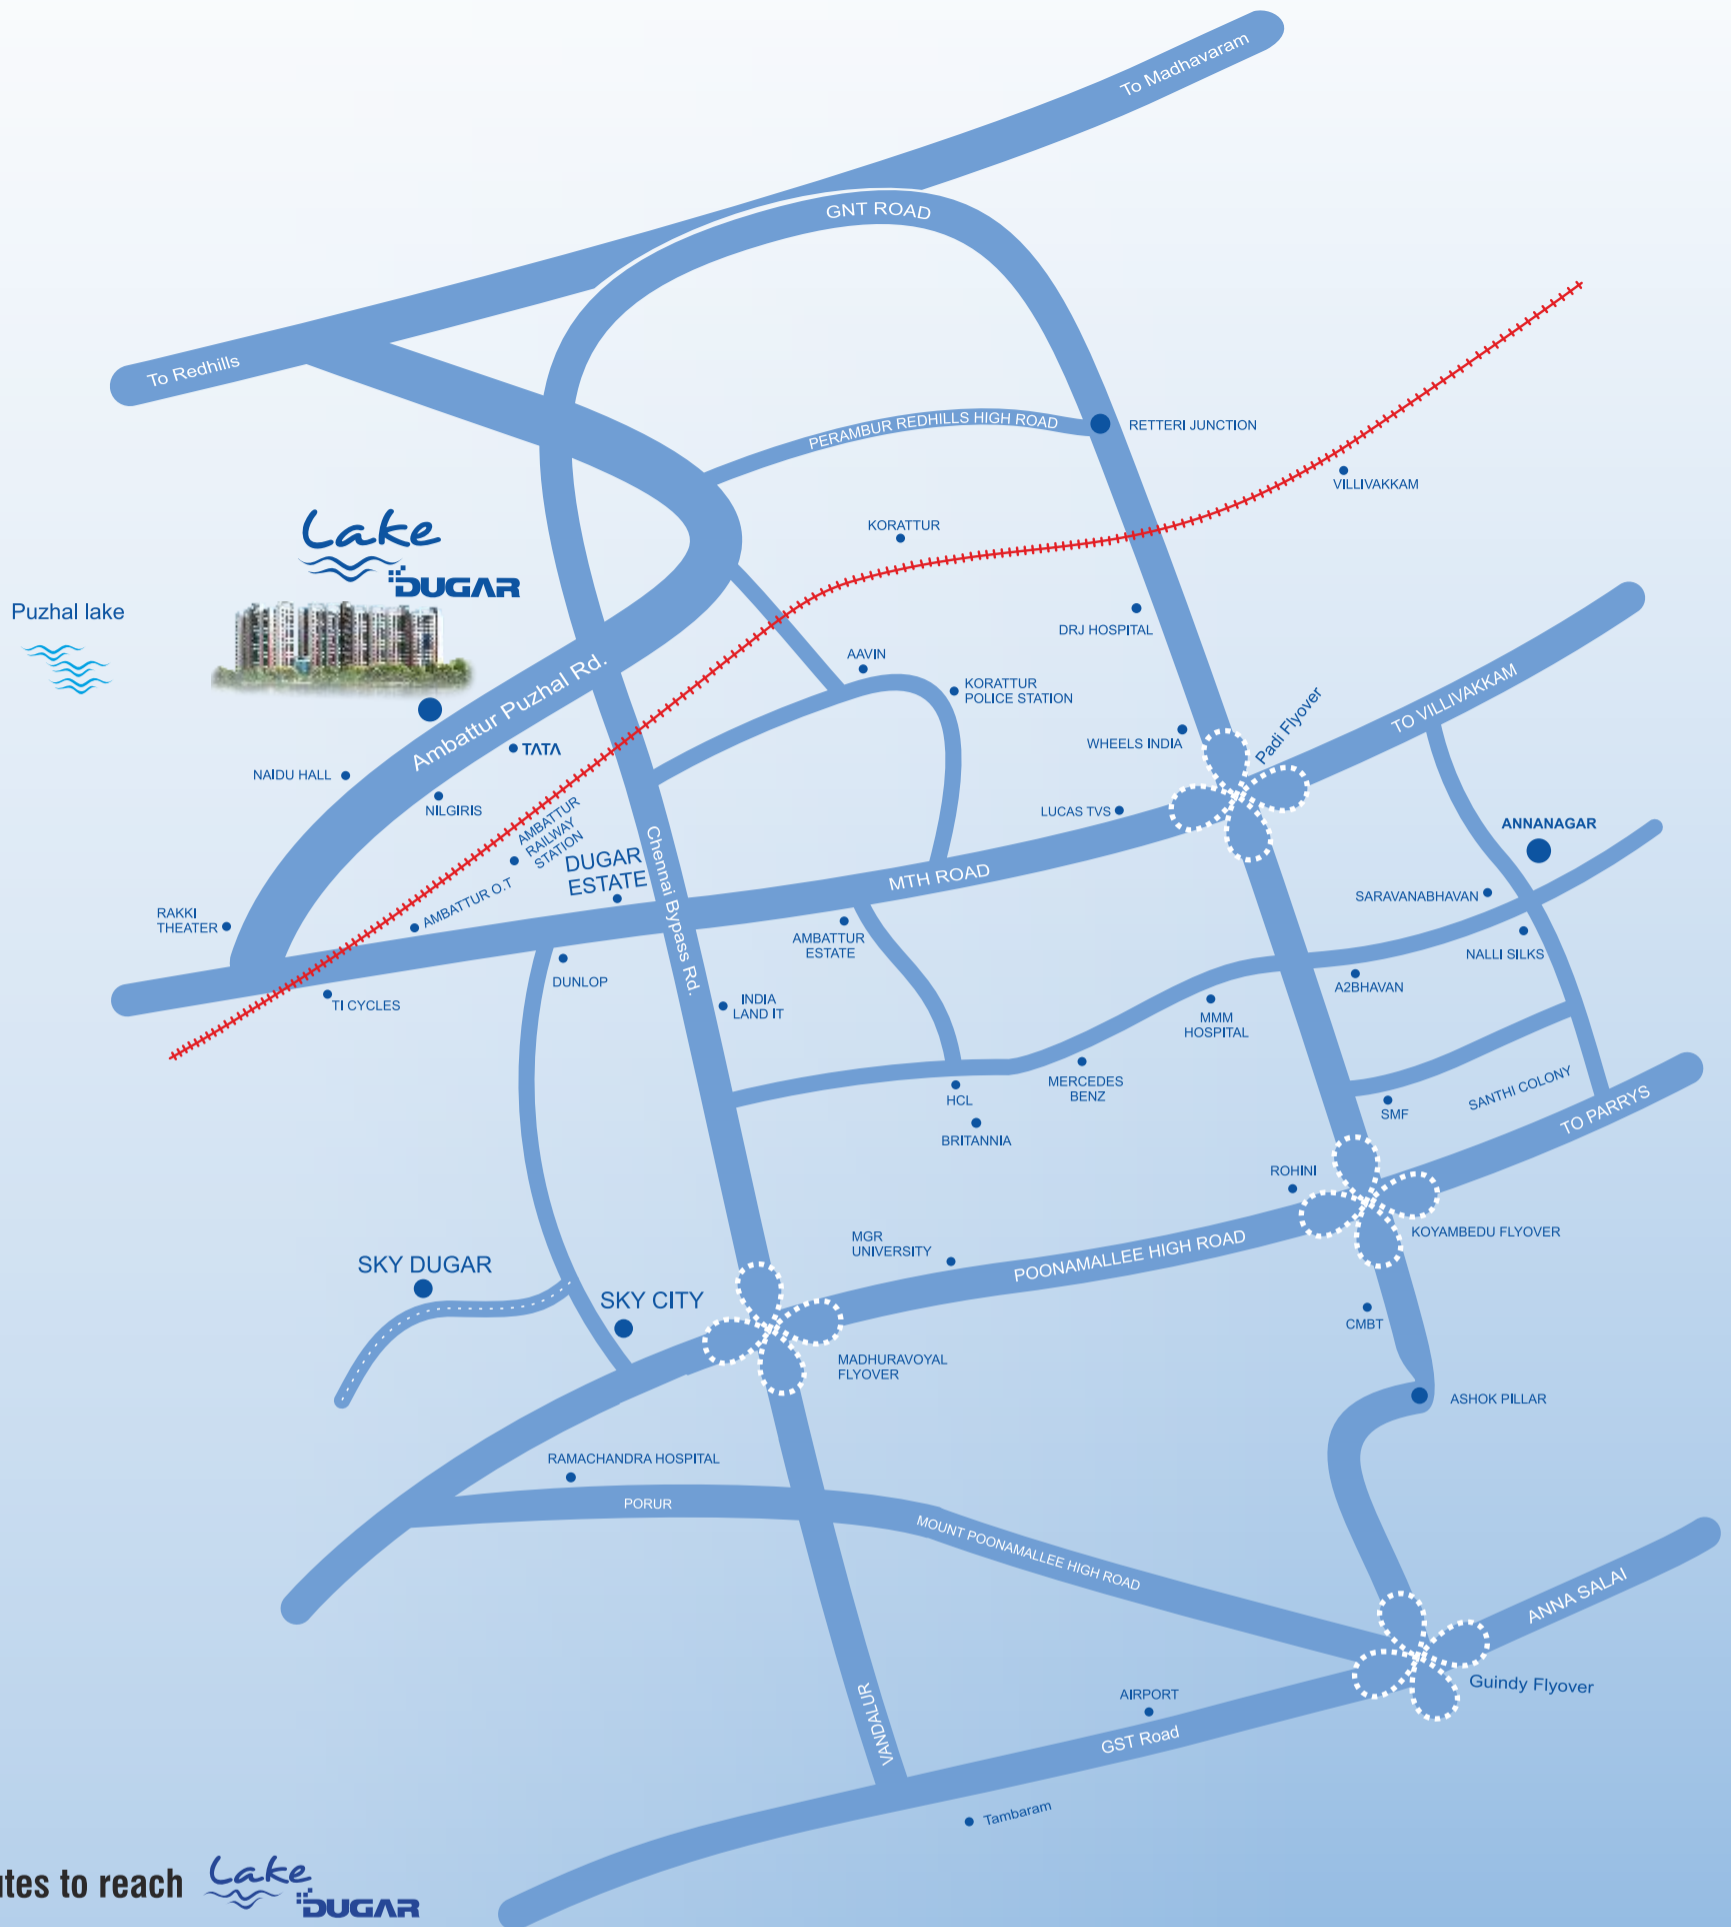 To Madhavaram
GNT ROAD
To Redhills
PERAMBUR REDHILLS HIGH ROAD
RETTERI JUNCTION
VILLIVAKKAM
KORATTUR
Lake
DUGAR
Puzhal lake
DRJ HOSPITAL
AAVIN
KORATTUR
POLICE STATION
Ambattur Puzhal Rd.
TO VILLIVAKKAM
Padi Flyover
WHEELS INDIA
TATA
NAIDU HALL
NILGIRIS
LUCAS TVS
ANNANAGAR
AMBATTUR
RAILWAY
STATION
DUGAR
ESTATE
Chennai Bypass Rd.
MTH ROAD
AMBATTUR O.T
SARAVANABHAVAN
RAKKI
THEATER
AMBATTUR
ESTATE
NALLI SILKS
DUNLOP
A2BHAVAN
TI CYCLES
INDIA
LAND IT
MMM
HOSPITAL
MERCEDES
BENZ
HCL
SANTHI COLONY
SMF
TO PARRYS
BRITANNIA
ROHINI
KOYAMBEDU FLYOVER
MGR
UNIVERSITY
POONAMALLEE HIGH ROAD
SKY DUGAR
SKY CITY
CMBT
MADHURAVOYAL
FLYOVER
ASHOK PILLAR
RAMACHANDRA HOSPITAL
PORUR
MOUNT POONAMALLEE HIGH ROAD
ANNA SALAI
Guindy Flyover
AIRPORT
VANDALUR
GST Road
Tambaram
utes to reach Lake
DUGAR